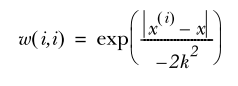 w(i,i) = exp(|x^(i) − x| / −2k^2)